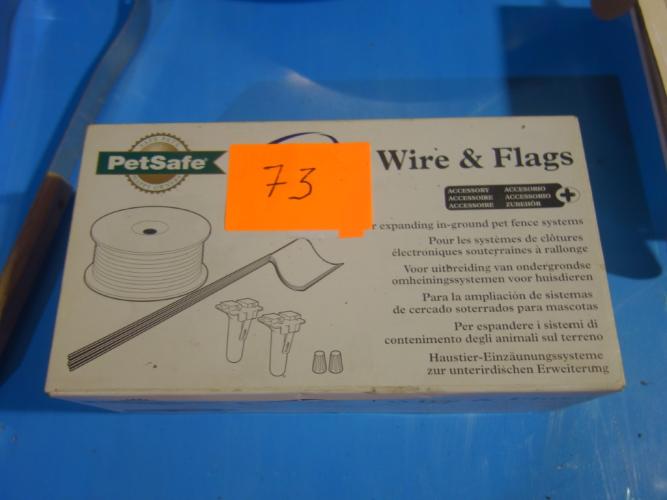 PetSafe®
73
Wire & Flags
ACCESSORY ACCESORIO
ACCESSOIRE ACCESSORIO
ACCESSOIRE ZUBEHÖR
expanding in-ground pet fence systems
Pour les systèmes de clôtures
électroniques souterraines à rallonge
Voor uitbreiding van ondergrondse
omheiningssystemen voor huisdieren
Para la ampliación de sistemas
de cercado soterrados para mascotas
Per espandere i sistemi di
contenimento degli animali sul terreno
Haustier-Einzäunungssysteme
zur unterirdischen Erweiterung